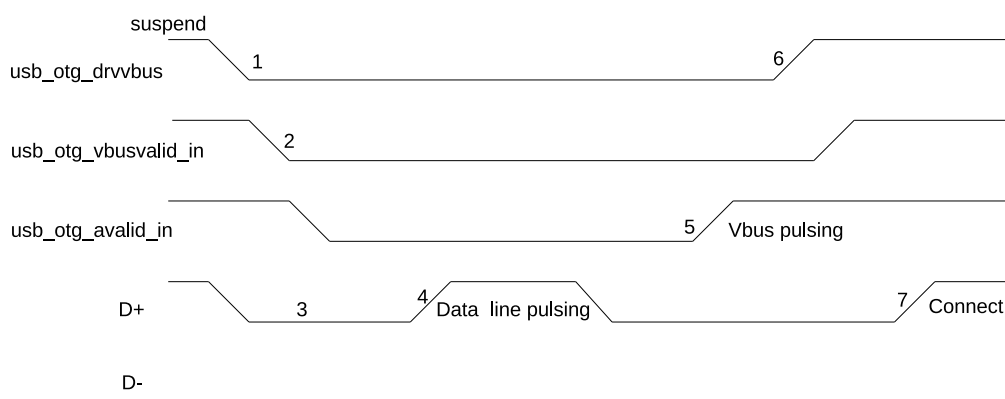 suspend
usb_otg_drvvbus
1
6
usb_otg_vbusvalid_in
2
usb_otg_avalid_in
5
Vbus pulsing
D+
3
4
Data line pulsing
7
Connect
D-